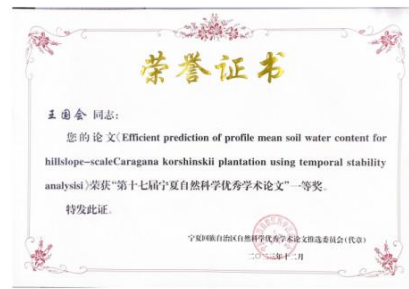 荣誉证书
王国会 同志：
您的论文（Efficient prediction of profile mean soil water content for
hillslope-scaleCaragana korshinskii plantation using temporal stability
analysisi）荣获“第十七届宁夏自然科学优秀学术论文”一等奖。
特发此证。
宁夏回族自治区自然科学优秀学术论文推选委员会（代章）
二〇二三年十二月